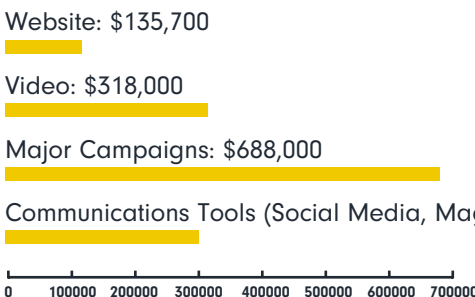 Website: $135,700
Video: $318,000
Major Campaigns: $688,000
Communications Tools (Social Media,
0 100000 200000 300000 400000 500000 600000 700000